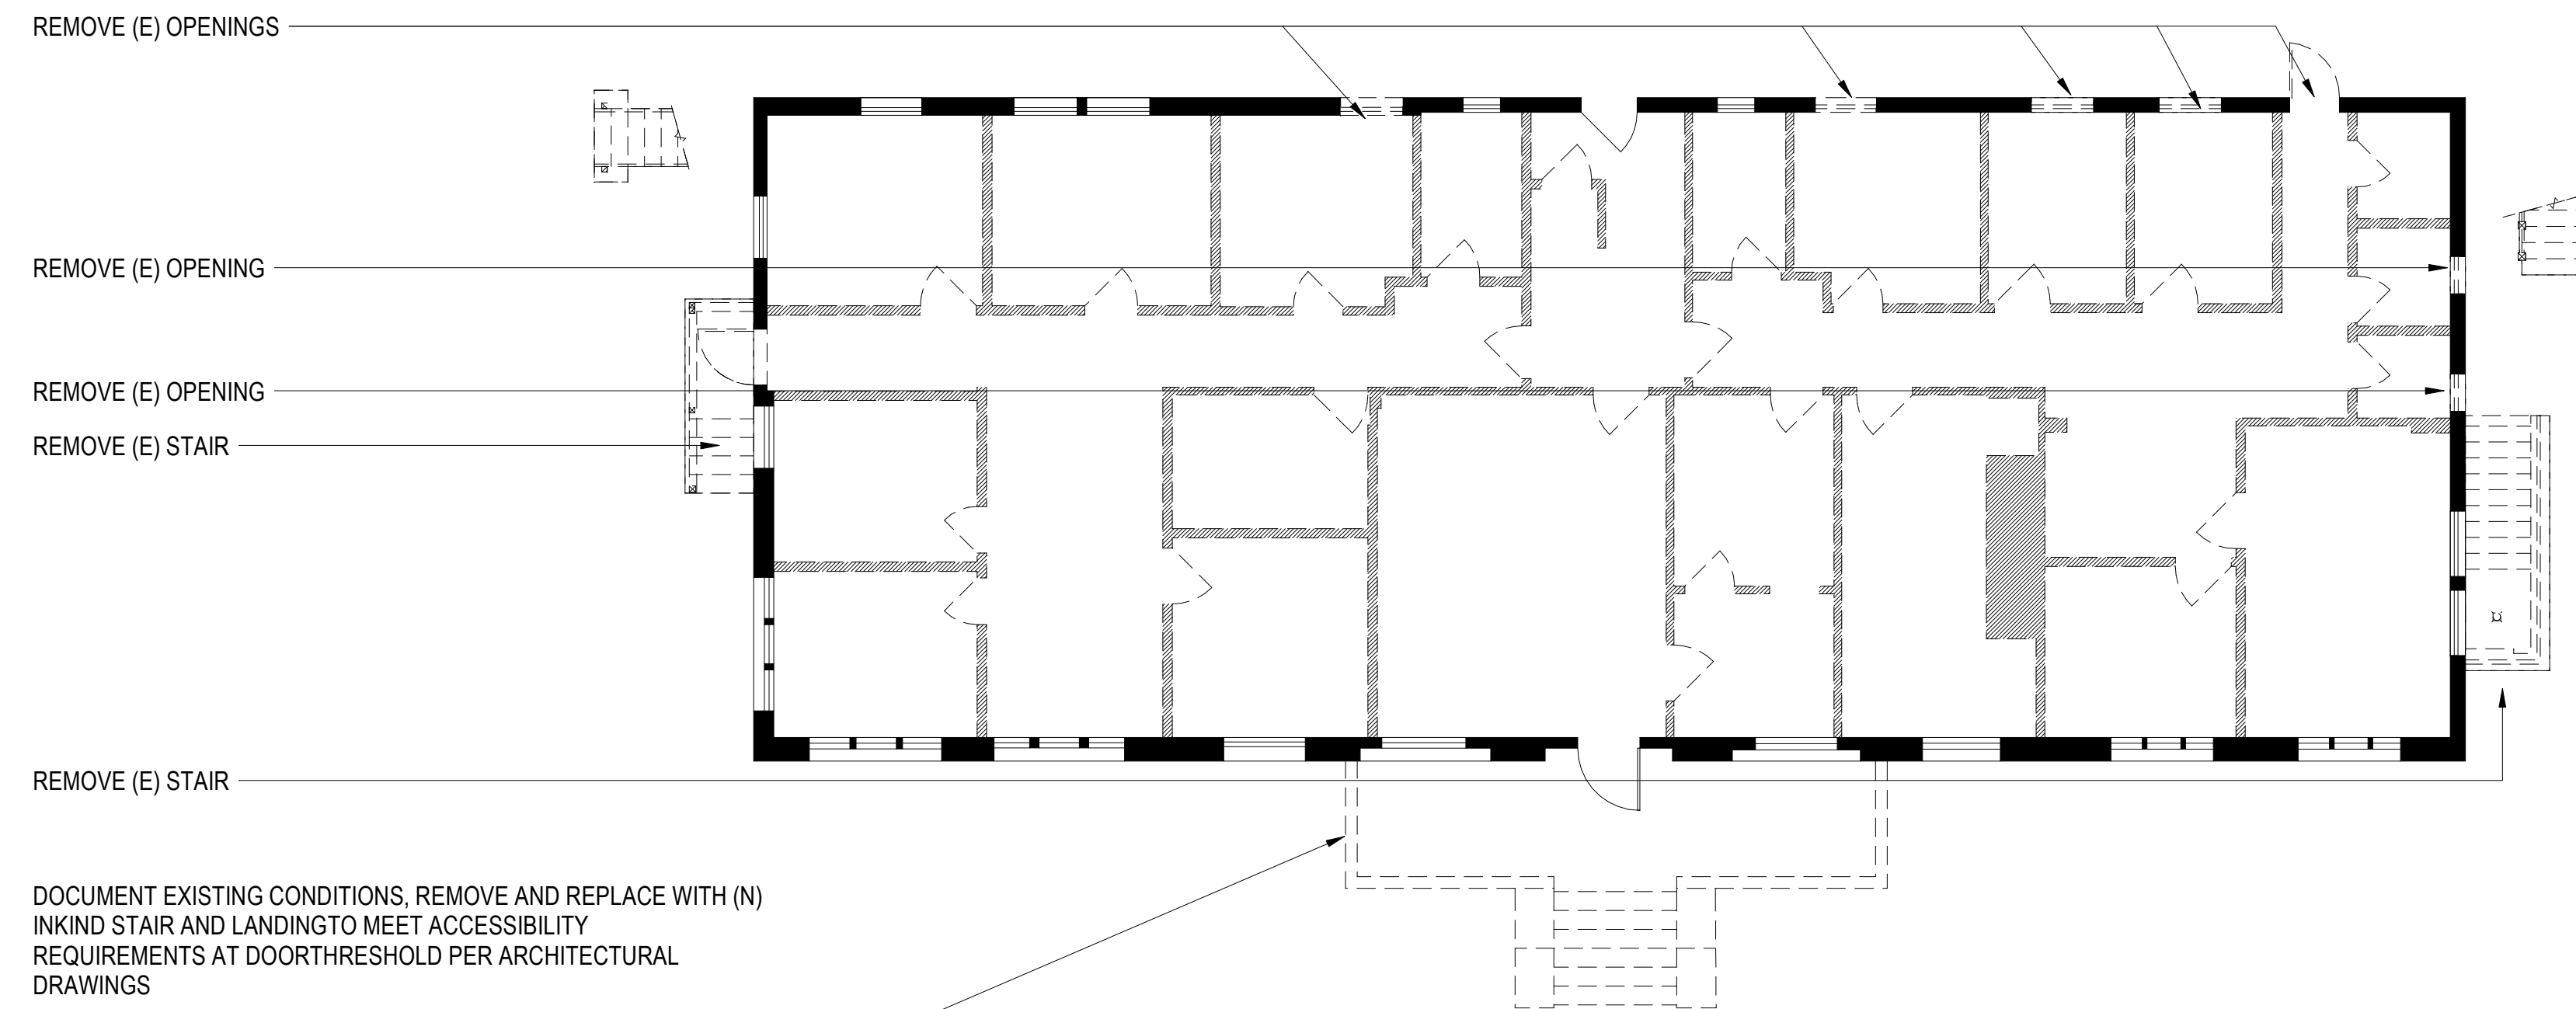 REMOVE (E) OPENINGS
REMOVE (E) OPENING
REMOVE (E) OPENING
REMOVE (E) STAIR
REMOVE (E) STAIR
DOCUMENT EXISTING CONDITIONS, REMOVE AND REPLACE WITH (N)
INKIND STAIR AND LANDINGTO MEET ACCESSIBILITY
REQUIREMENTS AT DOORTHRESHOLD PER ARCHITECTURAL
DRAWINGS